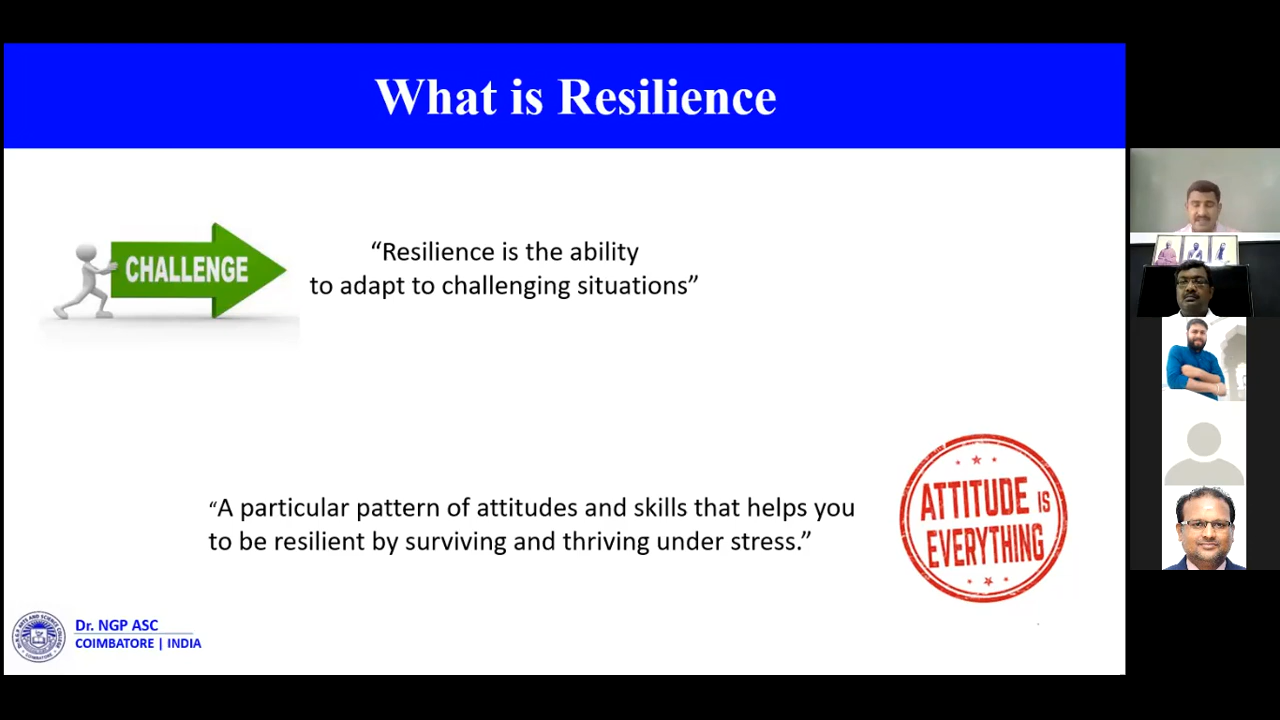 What is Resilience
CHALLENGE
“Resilience is the ability
to adapt to challenging situations”
“A particular pattern of attitudes and skills that helps you
to be resilient by surviving and thriving under stress.”
ATTITUDE IS
EVERYTHING
Dr. NGP ASC
COIMBATORE | INDIA